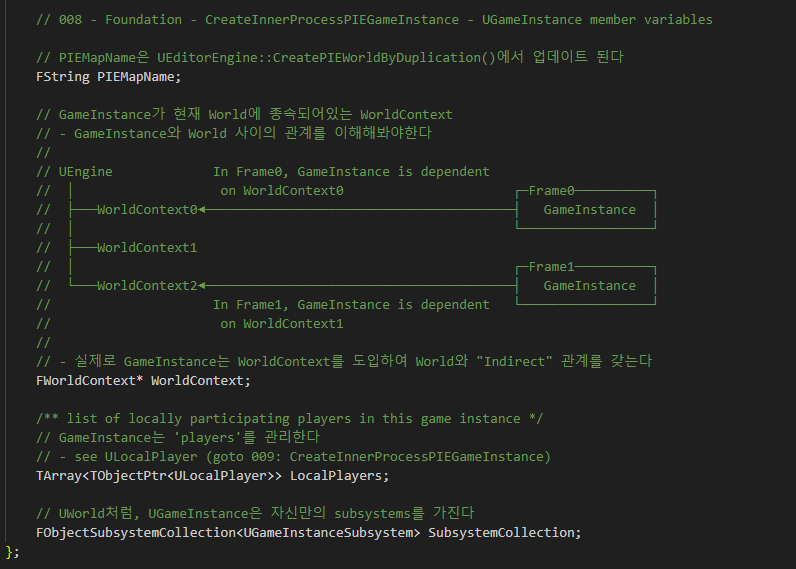 // 008 - Foundation - CreateInnerProcessPIEGameInstance - UGameInstance member variables
// PIEMapName은 UEditorEngine::CreatePIEWorldByDuplication()에서 업데이트 된다
FString PIEMapName;
// GameInstance가 현재 World에 종속되어있는 WorldContext
// - GameInstance와 World 사이의 관계를 이해해봐야한다
//
// UEngine             In Frame0, GameInstance is dependent
//  │                   on WorldContext0                      ┌─Frame0──────────┐
//  ├───WorldContext0◄────────────────────────────────────────┤   GameInstance  │
//  │                                                         └─────────────────┘
//  ├───WorldContext1
//  │                                                         ┌─Frame1──────────┐
//  └───WorldContext2◄────────────────────────────────────────┤   GameInstance  │
//                     In Frame1, GameInstance is dependent   └─────────────────┘
//                      on WorldContext1
//
// - 실제로 GameInstance는 WorldContext를 도입하여 World와 "Indirect" 관계를 갖는다
FWorldContext* WorldContext;
/** list of locally participating players in this game instance */
// GameInstance는 'players'를 관리한다
// - see ULocalPlayer (goto 009: CreateInnerProcessPIEGameInstance)
TArray<TObjectPtr<ULocalPlayer>> LocalPlayers;
// UWorld처럼, UGameInstance은 자신만의 subsystems를 가진다
FObjectSubsystemCollection<UGameInstanceSubsystem> SubsystemCollection;
};